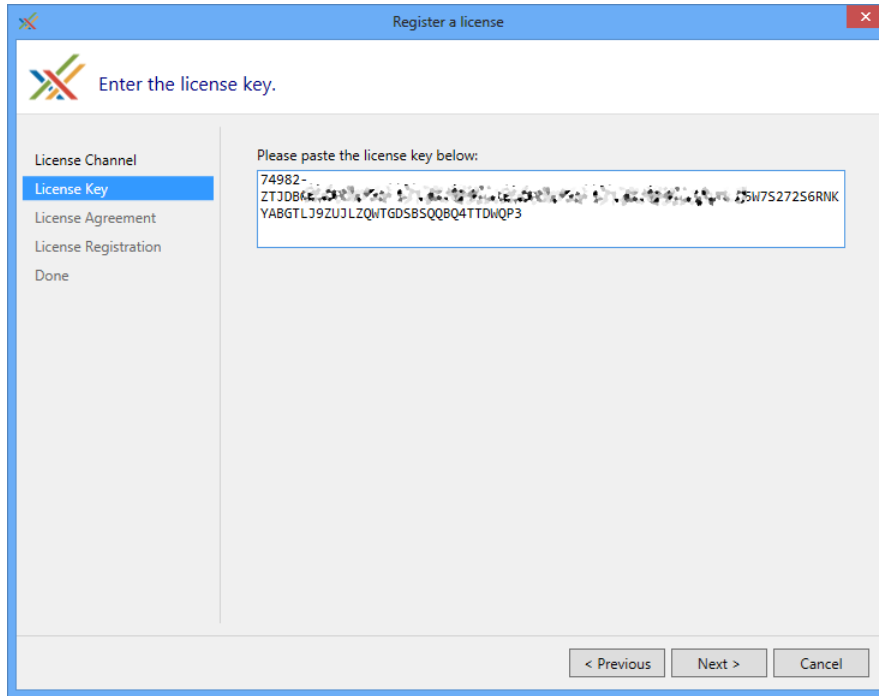 Register a license
Enter the license key.
License Channel
License Key
License Agreement
License Registration
Done
Please paste the license key below:
74982-
ZTJDB 5W7S272S6RNK
YABGTLJ9ZUJLZQWTGDSBSQQBQ4TTDWQP3
< Previous
Next >
Cancel